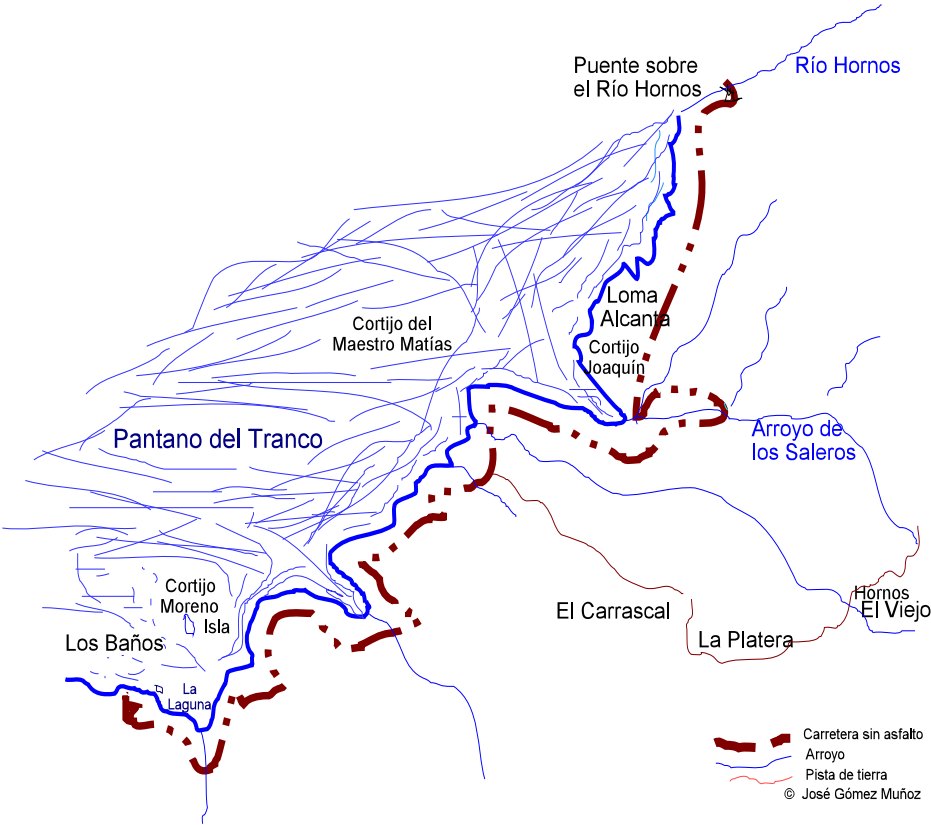 Puente sobre
el Río Hornos
Río Hornos
Loma
Alcanta
Cortijo del
Maestro Matías
Cortijo
Joaquín
Pantano del Tranco
Arroyo de
los Saleros
Cortijo
Moreno
Isla
Los Baños
La
Laguna
El Carrascal
La Platera
Hornos
El Viejo
Carretera sin asfalto
Arroyo
Pista de tierra
© José Gómez Muñoz